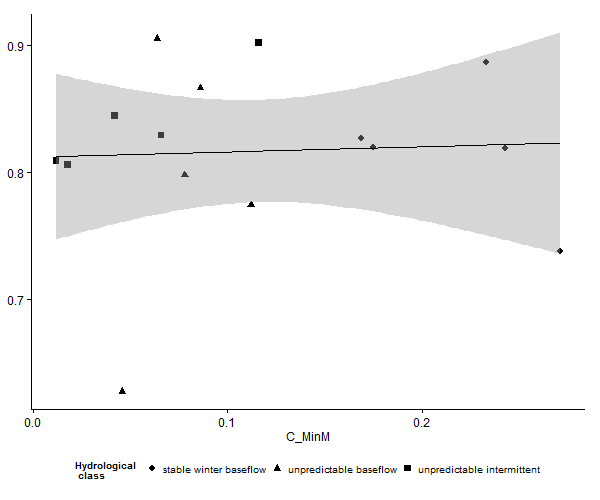 0.9
0.8
0.7
0.0 0.1 0.2
C_MinM
Hydrological
class
stable winter baseflow unpredictable baseflow unpredictable intermittent